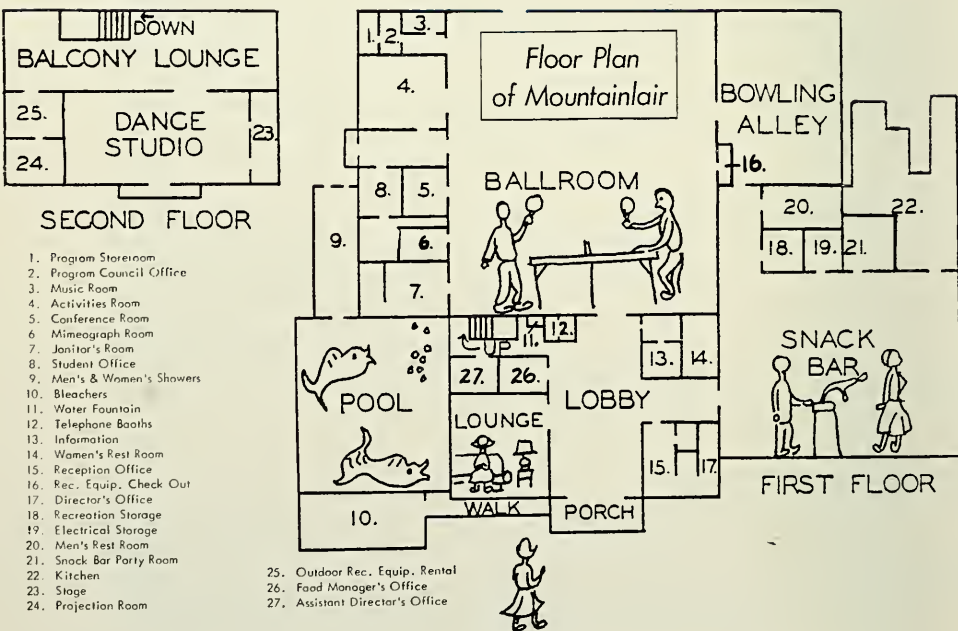 DOWN
BALCONY LOUNGE
25.
DANCE
STUDIO
23.
24.
SECOND FLOOR
1. Program Storeroom
2. Program Council Office
3. Music Room
4. Activities Room
5. Conference Room
6 Mimeograph Room
7. Janitor's Room
8. Student Office
9. Men's & Women's Showers
10. Bleachers
11. Water Fountain
12. Telephone Booths
13. Information
14. Women's Rest Room
15. Reception Office
16. Rec. Equip. Check Out
17. Director's Office
18. Recreation Storage
19. Electrical Storage
20. Men's Rest Room
21. Snack Bar Party Room
22. Kitchen
23. Stage
24. Projection Room
25. Outdoor Rec. Equip. Rental
26. Food Manager's Office
27. Assistant Director's Office
1.
2.
3.
Floor Plan
of Mountainlair
4.
BOWLING
ALLEY
16.
BALLROOM
8.
5.
9.
6.
7.
20.
22.
18.
19.
21.
UP
11.
12.
27.
26.
13.
14.
POOL
LOUNGE
LOBBY
SNACK
BAR
15.
17.
10.
WALK
PORCH
FIRST FLOOR